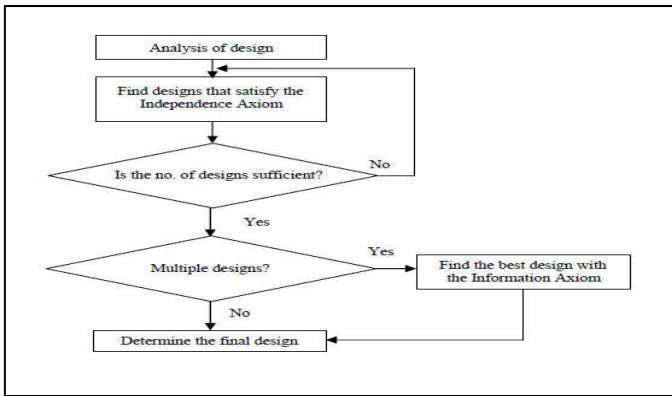 Analysis of design
Find designs that satisfy the
Independence Axiom
No
Is the no. of designs sufficient?
Yes
Yes
Multiple designs?
Find the best design with
the Information Axiom
No
Determine the final design